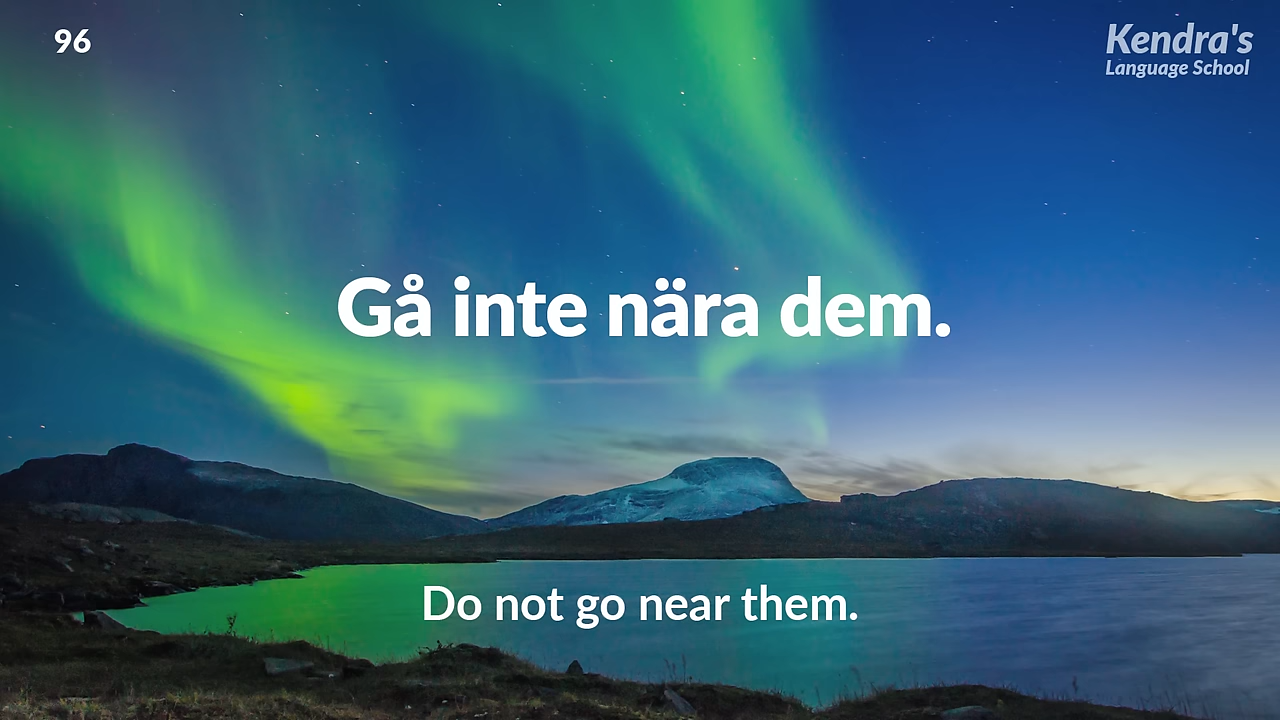 96
Kendra's
Language School
Gå inte nära dem.
Do not go near them.